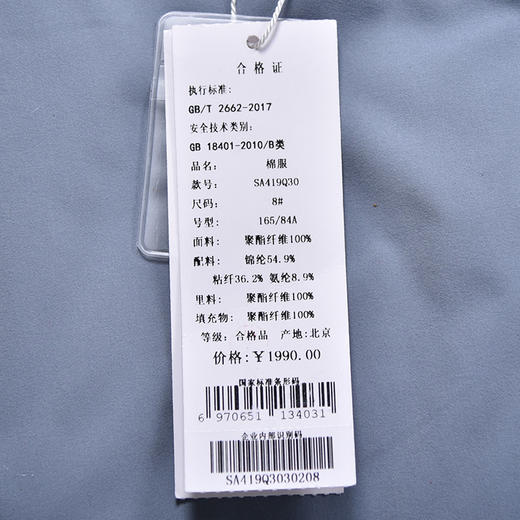 合格证
执行标准:
GB/T 2662-2017
安全技术类别:
GB 18401-2010/B类
品名: 棉服
款号: SA419Q30
尺码: 8#
号型: 165/84A
面料: 聚酯纤维100%
配料: 锦纶54.9%
粘纤36.2% 氨纶8.9%
里料: 聚酯纤维100%
填充物: 聚酯纤维100%
等级: 合格品 产地: 北京
价格: ¥1990.00
国家标准条形码
6 970651 134031
企业内部识别码
SA419Q3030208